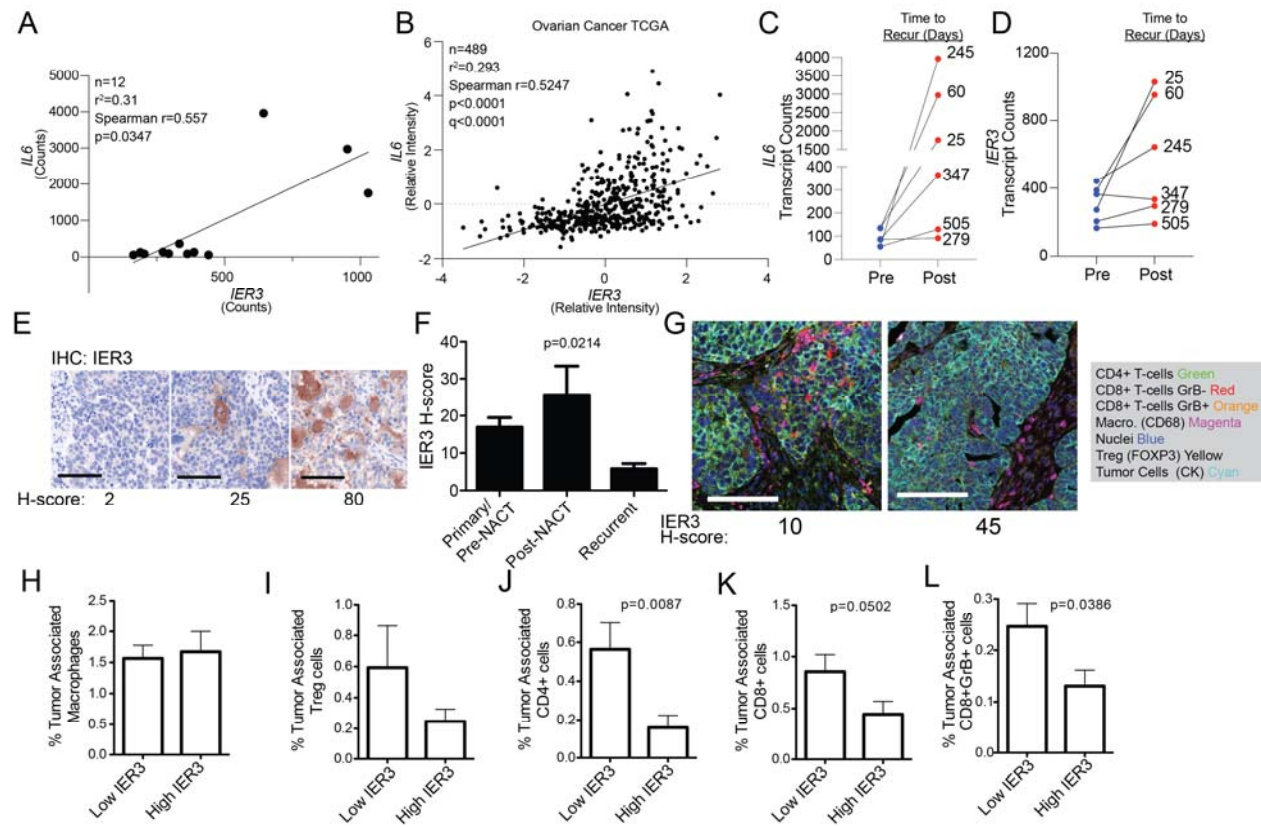 A
n=12
r²=0.31
Spearman r=0.557
p=0.0347
IL6
(Counts)
5000
4000
3000
2000
1000
0
500
1000
IER3
(Counts)
B
Ovarian Cancer TCGA
n=489
r²=0.293
Spearman r=0.5247
p<0.0001
q<0.0001
IL6
(Relative Intensity)
6
4
2
0
-2
-4
-2
0
2
4
IER3
(Relative Intensity)
C
Time to
Recur (Days)
IL6
Transcript Counts
4000
3500
3000
2500
2000
1500
400
300
200
100
0
245
60
25
347
505
279
Pre
Post
D
Time to
Recur (Days)
IER3
Transcript Counts
1200
800
400
0
25
60
245
347
279
505
Pre
Post
E
IHC: IER3
H-score:
2
25
80
F
p=0.0214
IER3 H-score
40
30
20
10
0
Primary/
Pre-NACT
Post-NACT
Recurrent
G
IER3
H-score:
10
45
CD4+ T-cells Green
CD8+ T-cells GrB- Red
CD8+ T-cells GrB+ Orange
Macro. (CD68) Magenta
Nuclei Blue
Treg (FOXP3) Yellow
Tumor Cells (CK) Cyan
H
% Tumor Associated
Macrophages
2.5
2.0
1.5
1.0
0.5
0.0
Low IER3
High IER3
I
% Tumor Associated
Treg cells
1.0
0.8
0.6
0.4
0.2
0.0
Low IER3
High IER3
J
p=0.0087
% Tumor Associated
CD4+ cells
0.8
0.6
0.4
0.2
0.0
Low IER3
High IER3
K
p=0.0502
% Tumor Associated
CD8+ cells
1.5
1.0
0.5
0.0
Low IER3
High IER3
L
p=0.0386
% Tumor Associated
CD8+GrB+ cells
0.3
0.2
0.1
0.0
Low IER3
High IER3